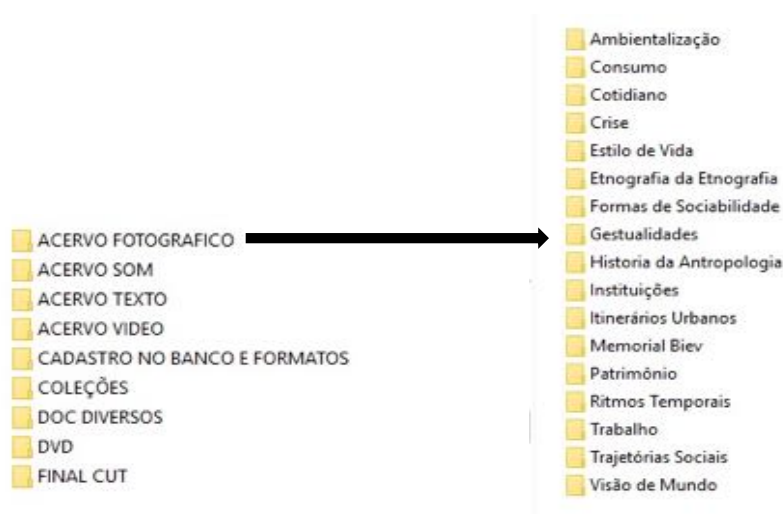 ACERVO FOTOGRAFICO
ACERVO SOM
ACERVO TEXTO
ACERVO VIDEO
CADASTRO NO BANCO E FORMATOS
COLEÇÕES
DOC DIVERSOS
DVD
FINAL CUT
Ambientalização
Consumo
Cotidiano
Crise
Estilo de Vida
Etnografia da Etnografia
Formas de Sociabilidade
Gestualidades
Historia da Antropologia
Instituições
Itinerários Urbanos
Memorial Biev
Patrimônio
Ritmos Temporais
Trabalho
Trajetórias Sociais
Visão de Mundo